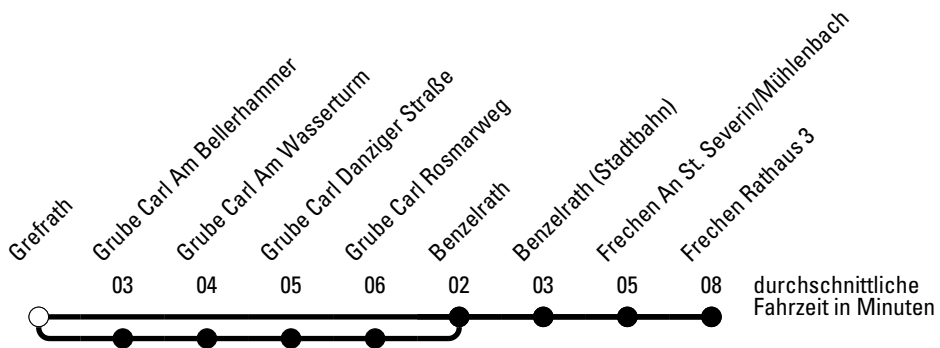 Grefrath
Grube Carl Am Bellerhammer
Grube Carl Am Wasserturm
Grube Carl Danziger Straße
Grube Carl Rosmarweg
Benzelrath
Benzelrath (Stadtbahn)
Frechen An St. Severin/Mühlenbach
Frechen Rathaus 3
03 04 05 06 02 03 05 08 durchschnittliche
Fahrzeit in Minuten